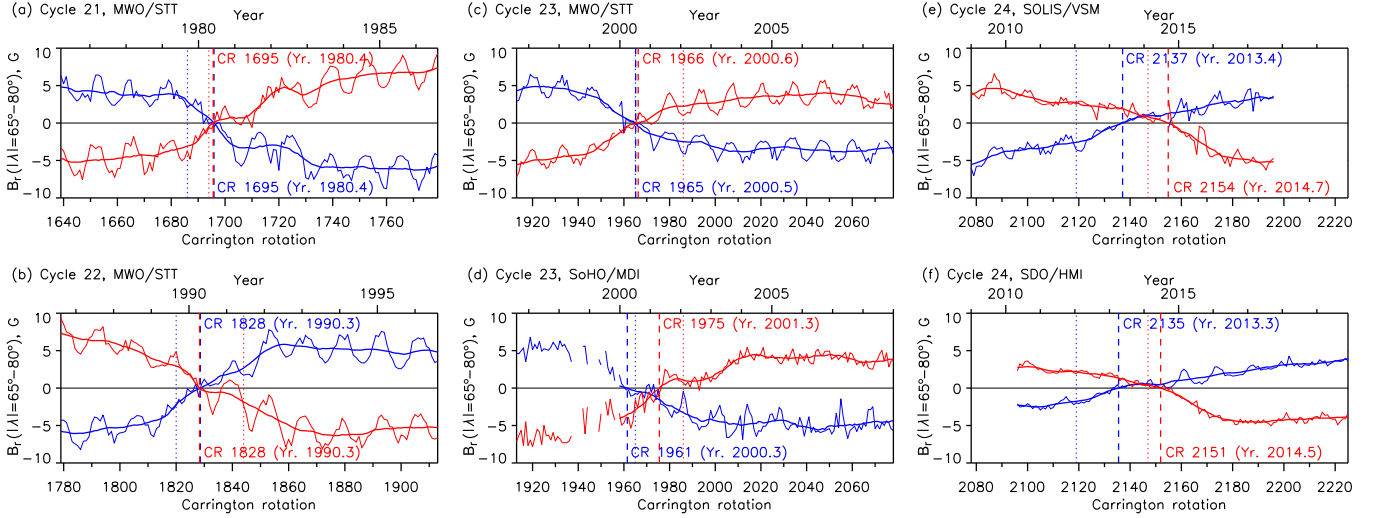 (a) Cycle 21, MWO/STT
Year
1980 1985
B_r(|λ|=65°–80°), G
10
5
0
−5
−10
CR 1695 (Yr. 1980.4)
CR 1695 (Yr. 1980.4)
1640 1660 1680 1700 1720 1740 1760
Carrington rotation
(c) Cycle 23, MWO/STT
Year
2000 2005
B_r(|λ|=65°–80°), G
10
5
0
−5
−10
CR 1966 (Yr. 2000.6)
CR 1965 (Yr. 2000.5)
1920 1940 1960 1980 2000 2020 2040 2060
Carrington rotation
(e) Cycle 24, SOLIS/VSM
Year
2010 2015
B_r(|λ|=65°–80°), G
10
5
0
−5
−10
CR 2137 (Yr. 2013.4)
CR 2154 (Yr. 2014.7)
2080 2100 2120 2140 2160 2180 2200 2220
Carrington rotation
(b) Cycle 22, MWO/STT
Year
1990 1995
B_r(|λ|=65°–80°), G
10
5
0
−5
−10
CR 1828 (Yr. 1990.3)
CR 1828 (Yr. 1990.3)
1780 1800 1820 1840 1860 1880 1900
Carrington rotation
(d) Cycle 23, SoHO/MDI
Year
2000 2005
B_r(|λ|=65°–80°), G
10
5
0
−5
−10
CR 1975 (Yr. 2001.3)
CR 1961 (Yr. 2000.3)
1920 1940 1960 1980 2000 2020 2040 2060
Carrington rotation
(f) Cycle 24, SDO/HMI
Year
2010 2015
B_r(|λ|=65°–80°), G
10
5
0
−5
−10
CR 2135 (Yr. 2013.3)
CR 2151 (Yr. 2014.5)
2080 2100 2120 2140 2160 2180 2200 2220
Carrington rotation